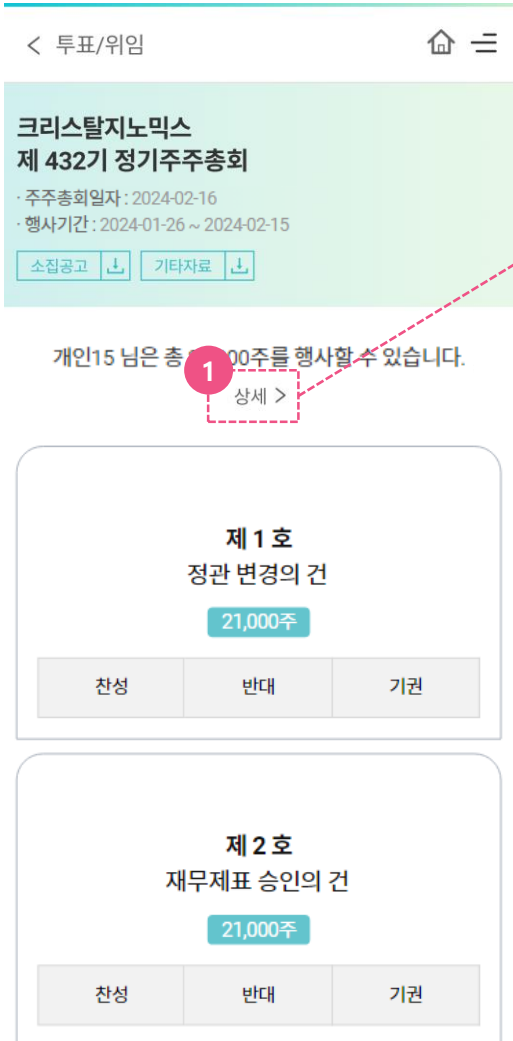 투표/위임
크리스탈지노믹스
제 432기 정기주주총회
· 주주총회일자 : 2024-02-16
· 행사기간 : 2024-01-26 ~ 2024-02-15
소집공고 기타자료
개인15 님은 총 00주를 행사할 수 있습니다.
1
상세 >
제 1 호
정관 변경의 건
21,000주
찬성 반대 기권
제 2 호
재무제표 승인의 건
21,000주
찬성 반대 기권